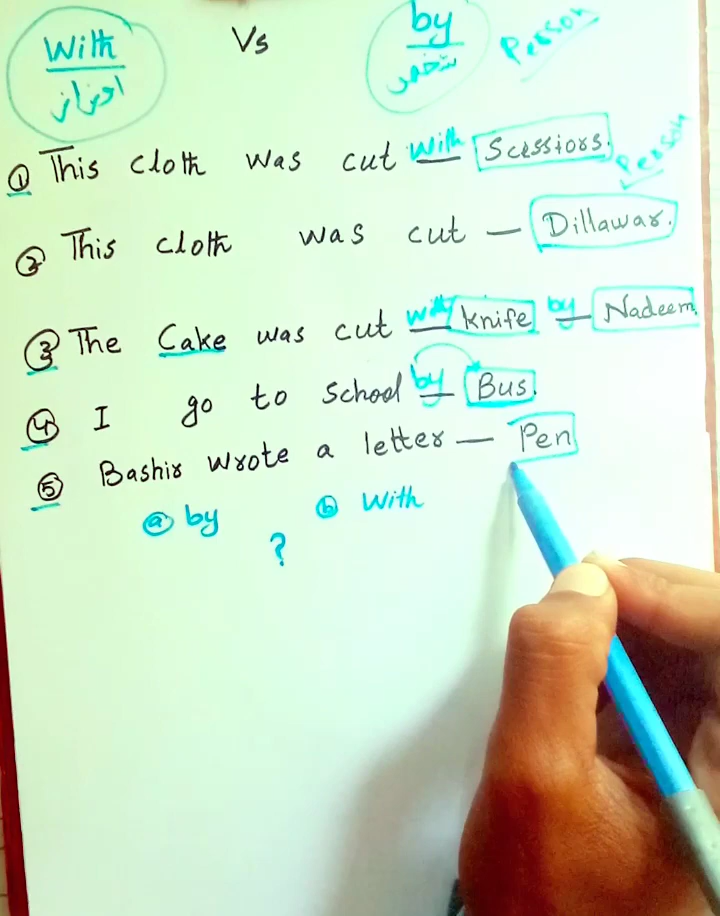 With Vs by Person
اوزار شخص
① This cloth was cut with Scessiors. Person
② This cloth was cut — Dillawar.
③ The Cake was cut with knife by Nadeem
④ I go to school by Bus.
⑤ Bashir wrote a letter — Pen
ⓐ by ⓑ With
?